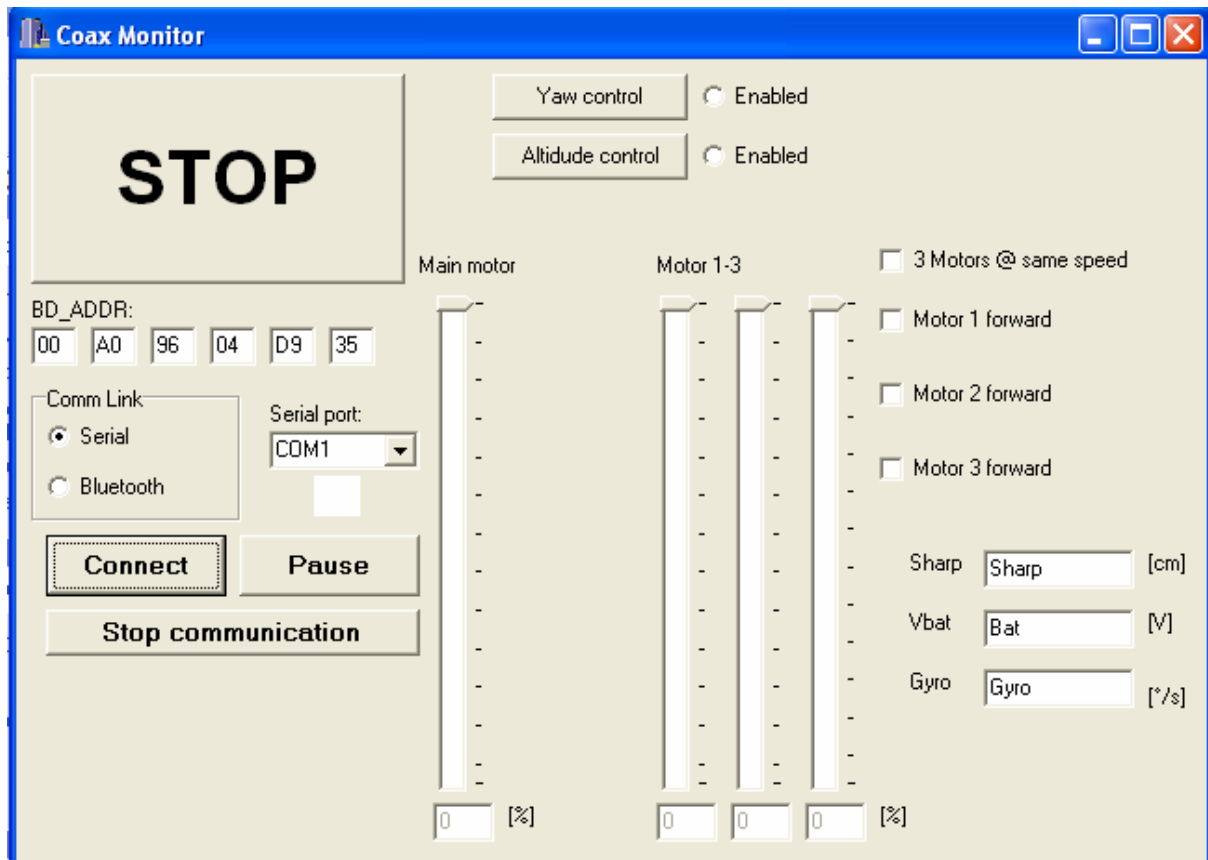 Coax Monitor
STOP
Yaw control Enabled
Altidude control Enabled
Main motor
Motor 1-3
3 Motors @ same speed
Motor 1 forward
Motor 2 forward
Motor 3 forward
BD_ADDR:
00 A0 96 04 D9 35
Comm Link
Serial
Bluetooth
Serial port:
COM1
Connect Pause
Stop communication
Sharp Sharp [cm]
Vbat Bat [V]
Gyro Gyro [°/s]
0 [%]
0 0 0 [%]